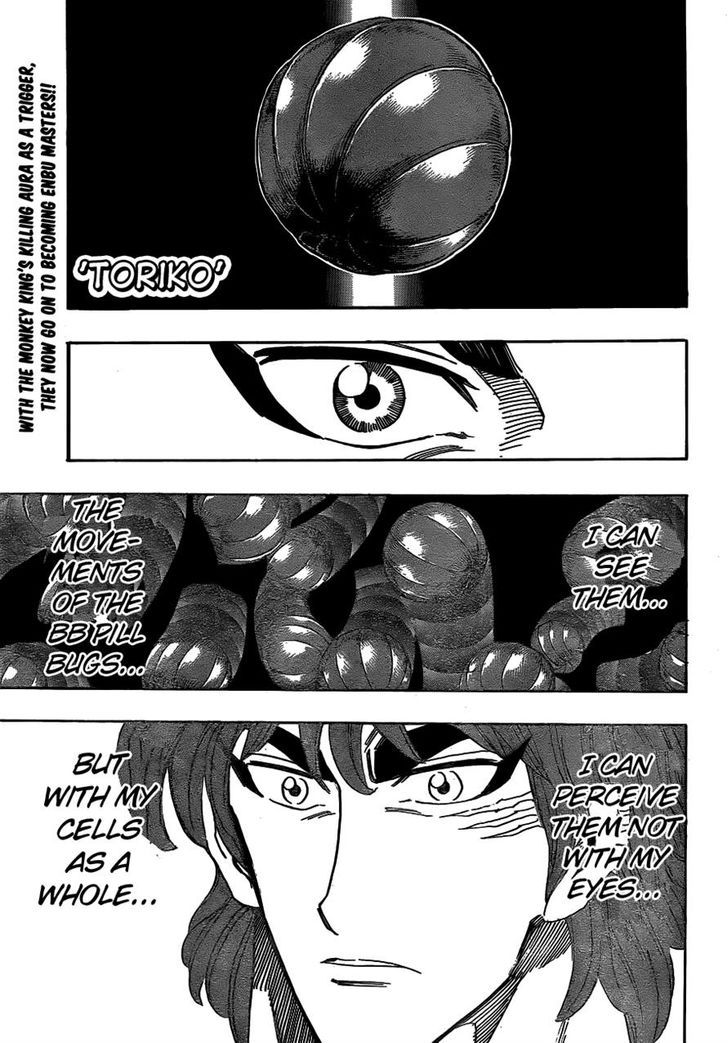 WITH THE MONKEY KING'S KILLING AURA AS A TRIGGER,
THEY NOW GO ON TO BECOMING ENBU MASTERS!!
'TORIKO'
I CAN
SEE
THEM...
THE
MOVE-
MENTS
OF THE
BB PILL
BUGS...
I CAN
PERCEIVE
THEM NOT
WITH MY
EYES...
BUT
WITH MY
CELLS
AS A
WHOLE...